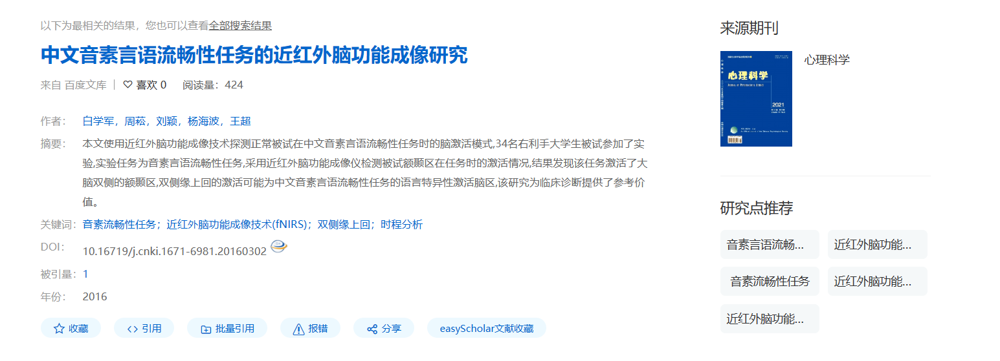 以下为最相关的结果，您也可以查看全部搜索结果
中文音素言语流畅性任务的近红外脑功能成像研究
来自 百度文库 喜欢 0 阅读量：424
作者： 白学军，周菘，刘颖，杨海波，王超
摘要： 本文使用近红外脑功能成像技术探测正常被试在中文音素言语流畅性任务时的脑激活模式,34名右利手大学生被试参加了实
验,实验任务为音素言语流畅性任务,采用近红外脑功能成像仪检测被试额颞区在任务时的激活情况,结果发现该任务激活了大
脑双侧的额颞区,双侧缘上回的激活可能为中文音素言语流畅性任务的语言特异性激活脑区,该研究为临床诊断提供了参考价
值。
关键词：音素流畅性任务；近红外脑功能成像技术(fNIRS)；双侧缘上回；时程分析
DOI： 10.16719/j.cnki.1671-6981.20160302
被引量：1
年份： 2016
收藏 引用 批量引用 报错 分享 easyScholar文献收藏
来源期刊
心理科学
心理科学
2021
研究点推荐
音素言语流畅... 近红外脑功能...
音素流畅性任务 近红外脑功能...
近红外脑功能...